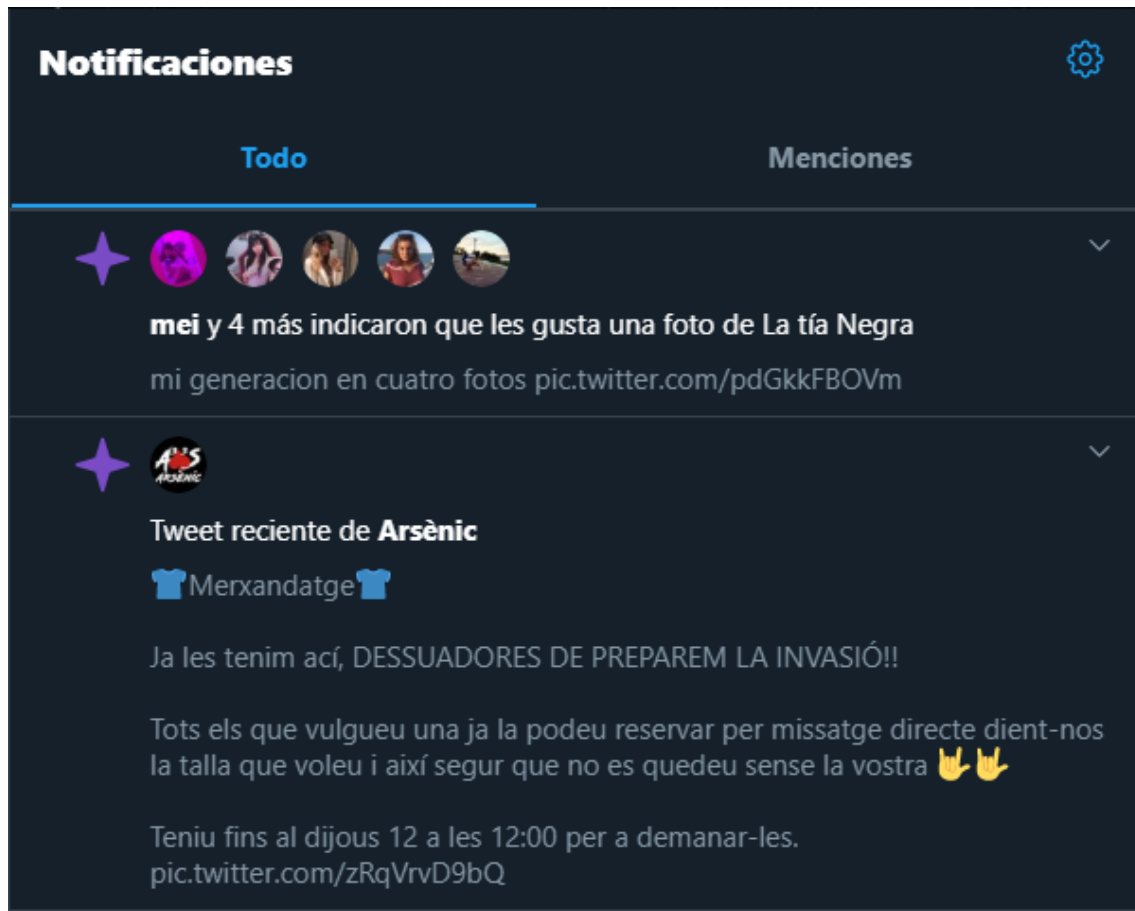 Notificaciones
Todo
Menciones
mei y 4 más indicaron que les gusta una foto de La tía Negra
mi generacion en cuatro fotos pic.twitter.com/pdGkkFBOVm
ARSÈNIC
Tweet reciente de Arsènic
👕Merxandatge👕
Ja les tenim ací, DESSUADORES DE PREPAREM LA INVASIÓ!!
Tots els que vulgueu una ja la podeu reservar per missatge directe dient-nos
la talla que voleu i així segur que no es quedeu sense la vostra 🤟🤟
Teniu fins al dijous 12 a les 12:00 per a demanar-les.
pic.twitter.com/zRqVrvD9bQ